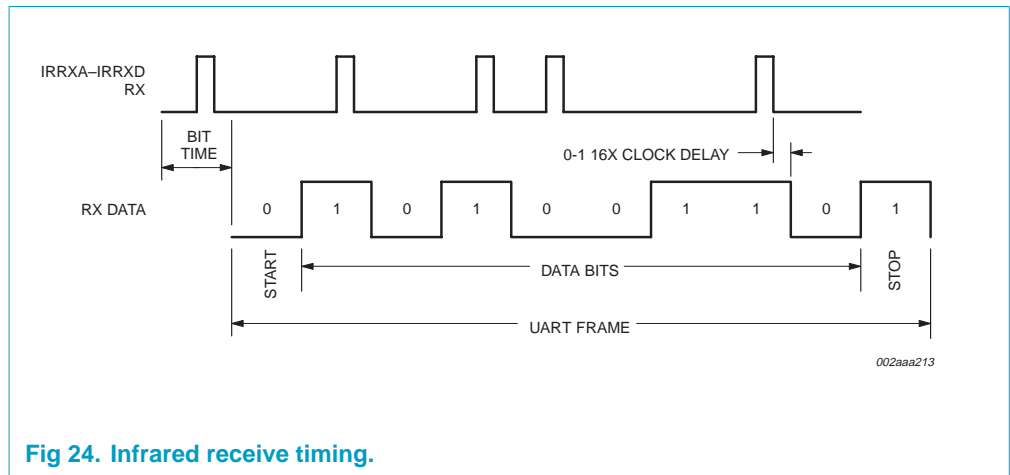 IRRXA–IRRXD
RX
BIT
TIME
0-1 16X CLOCK DELAY
RX DATA
0 1 0 1 0 0 1 1 0 1
START
DATA BITS
STOP
UART FRAME
002aaa213
Fig 24. Infrared receive timing.